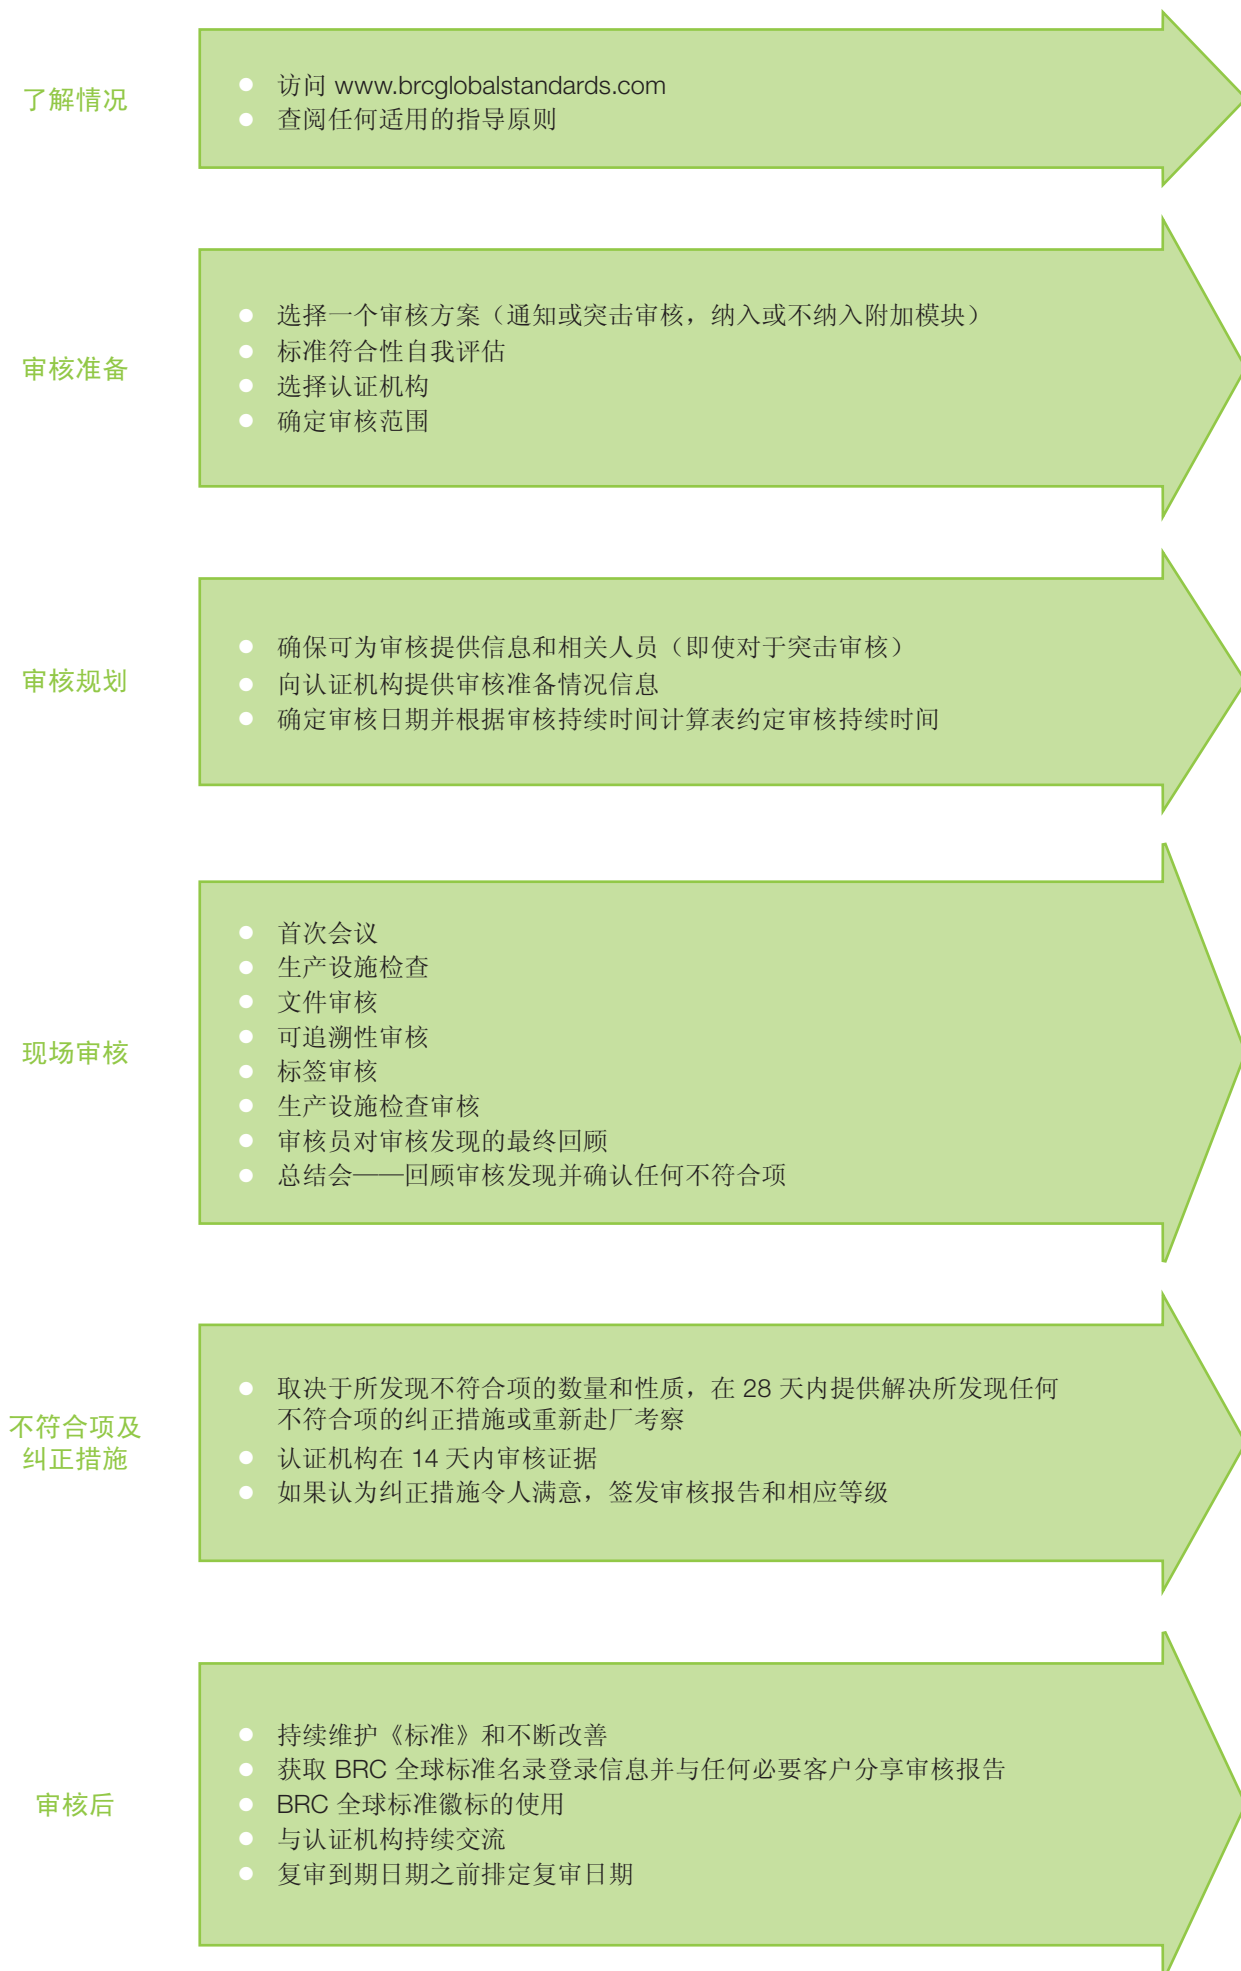 了解情况
● 访问 www.brcglobalstandards.com
● 查阅任何适用的指导原则
审核准备
● 选择一个审核方案（通知或突击审核，纳入或不纳入附加模块）
● 标准符合性自我评估
● 选择认证机构
● 确定审核范围
审核规划
● 确保可为审核提供信息和相关人员（即使对于突击审核）
● 向认证机构提供审核准备情况信息
● 确定审核日期并根据审核持续时间计算表约定审核持续时间
现场审核
● 首次会议
● 生产设施检查
● 文件审核
● 可追溯性审核
● 标签审核
● 生产设施检查审核
● 审核员对审核发现的最终回顾
● 总结会——回顾审核发现并确认任何不符合项
不符合项及
纠正措施
● 取决于所发现不符合项的数量和性质，在 28 天内提供解决所发现任何
不符合项的纠正措施或重新赴厂考察
● 认证机构在 14 天内审核证据
● 如果认为纠正措施令人满意，签发审核报告和相应等级
审核后
● 持续维护《标准》和不断改善
● 获取 BRC 全球标准名录登录信息并与任何必要客户分享审核报告
● BRC 全球标准徽标的使用
● 与认证机构持续交流
● 复审到期日期之前排定复审日期